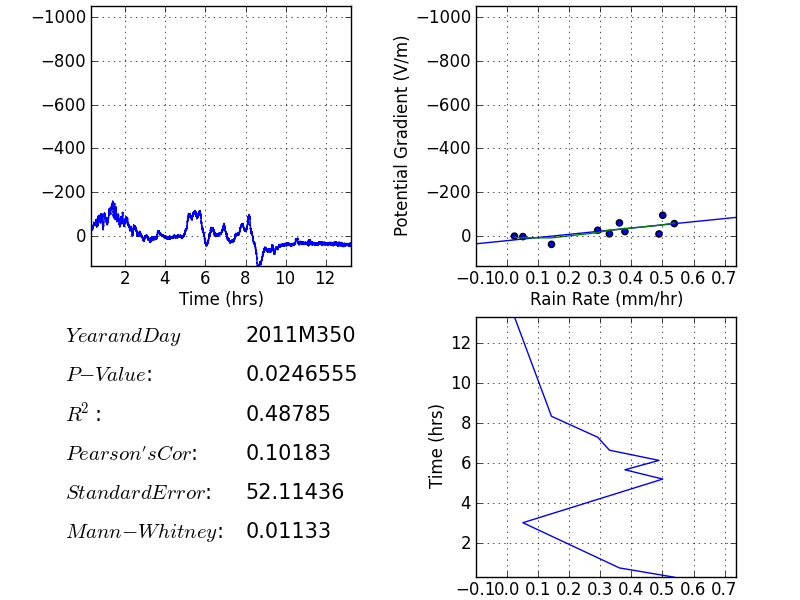 −1000
−800
−600
−400
−200
0
2 4 6 8 10 12
Time (hrs)
Potential Gradient (V/m)
−1000
−800
−600
−400
−200
0
−0.1 0.0 0.1 0.2 0.3 0.4 0.5 0.6 0.7
Rain Rate (mm/hr)
YearandDay 2011M350
P−Value: 0.0246555
R² : 0.48785
Pearson'sCor: 0.10183
StandardError: 52.11436
Mann−Whitney: 0.01133
Time (hrs)
12
10
8
6
4
2
−0.1 0.0 0.1 0.2 0.3 0.4 0.5 0.6 0.7